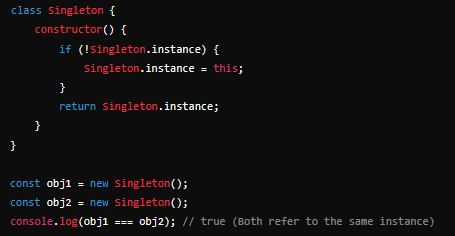 class Singleton {
    constructor() {
        if (!Singleton.instance) {
            Singleton.instance = this;
        }
        return Singleton.instance;
    }
}

const obj1 = new Singleton();
const obj2 = new Singleton();
console.log(obj1 === obj2); // true (Both refer to the same instance)